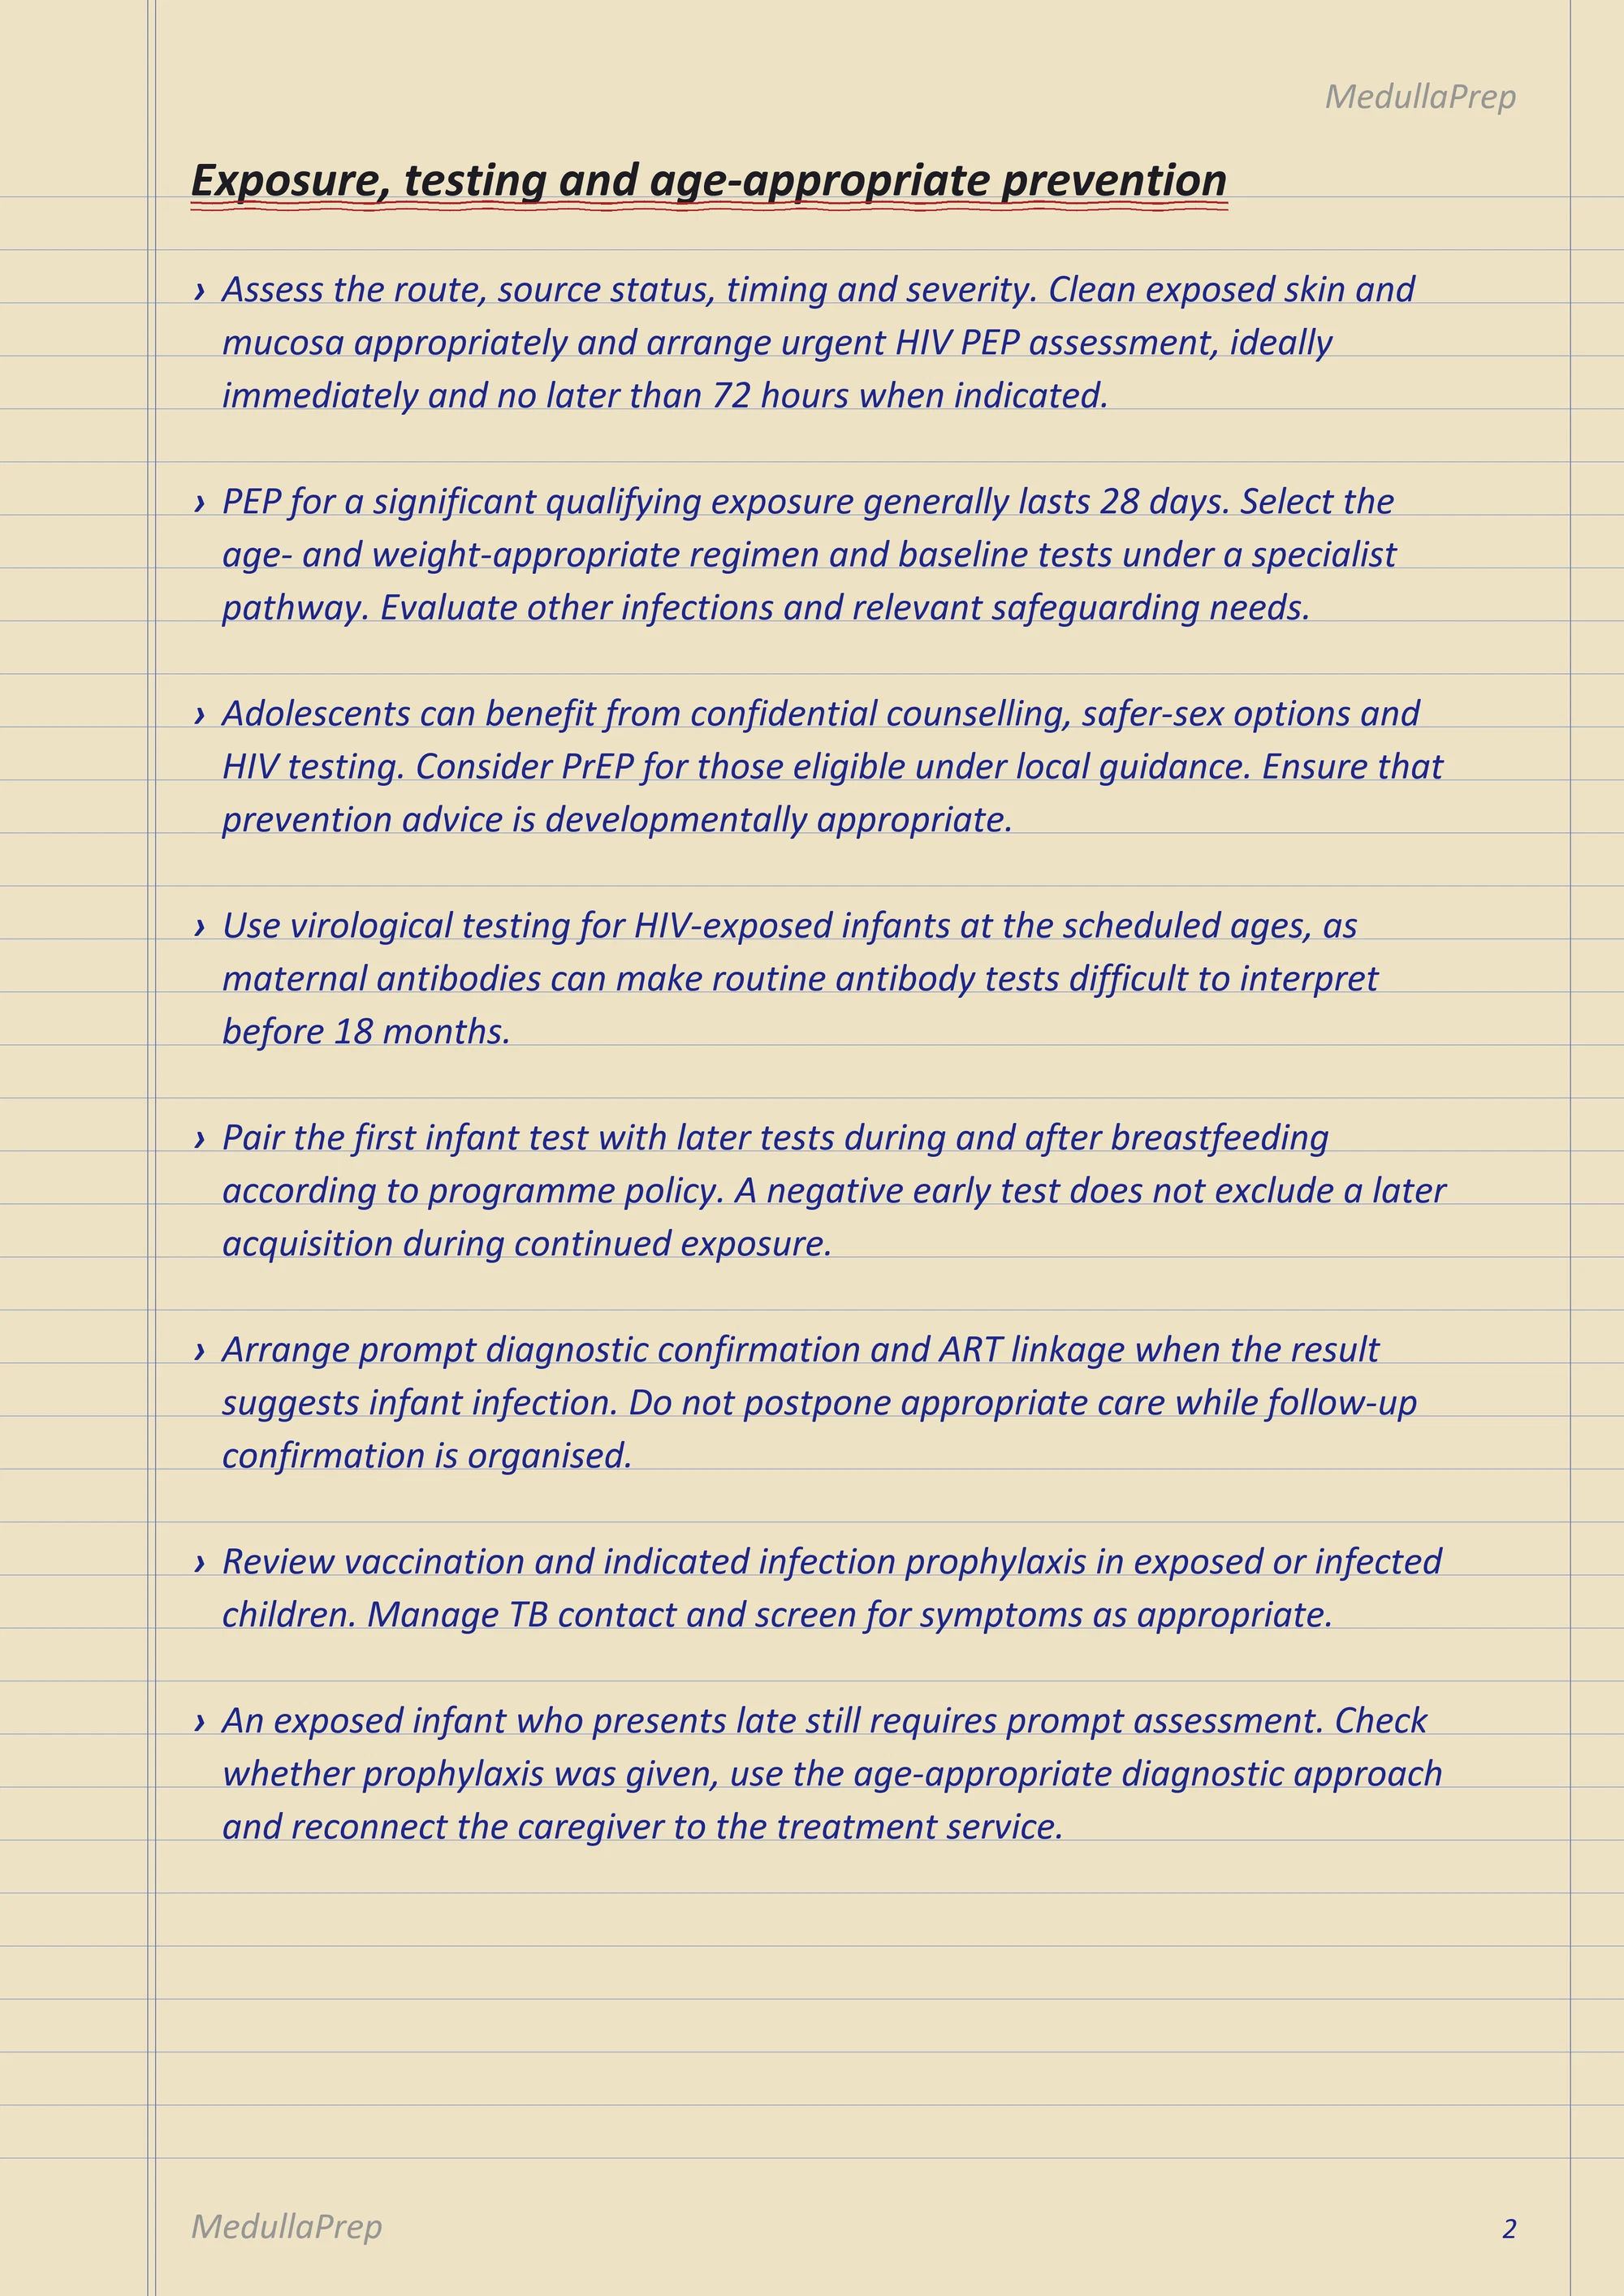 MedullaPrep
Exposure, testing and age-appropriate prevention
› Assess the route, source status, timing and severity. Clean exposed skin and
mucosa appropriately and arrange urgent HIV PEP assessment, ideally
immediately and no later than 72 hours when indicated.
› PEP for a significant qualifying exposure generally lasts 28 days. Select the
age- and weight-appropriate regimen and baseline tests under a specialist
pathway. Evaluate other infections and relevant safeguarding needs.
› Adolescents can benefit from confidential counselling, safer-sex options and
HIV testing. Consider PrEP for those eligible under local guidance. Ensure that
prevention advice is developmentally appropriate.
› Use virological testing for HIV-exposed infants at the scheduled ages, as
maternal antibodies can make routine antibody tests difficult to interpret
before 18 months.
› Pair the first infant test with later tests during and after breastfeeding
according to programme policy. A negative early test does not exclude a later
acquisition during continued exposure.
› Arrange prompt diagnostic confirmation and ART linkage when the result
suggests infant infection. Do not postpone appropriate care while follow-up
confirmation is organised.
› Review vaccination and indicated infection prophylaxis in exposed or infected
children. Manage TB contact and screen for symptoms as appropriate.
› An exposed infant who presents late still requires prompt assessment. Check
whether prophylaxis was given, use the age-appropriate diagnostic approach
and reconnect the caregiver to the treatment service.
MedullaPrep
2